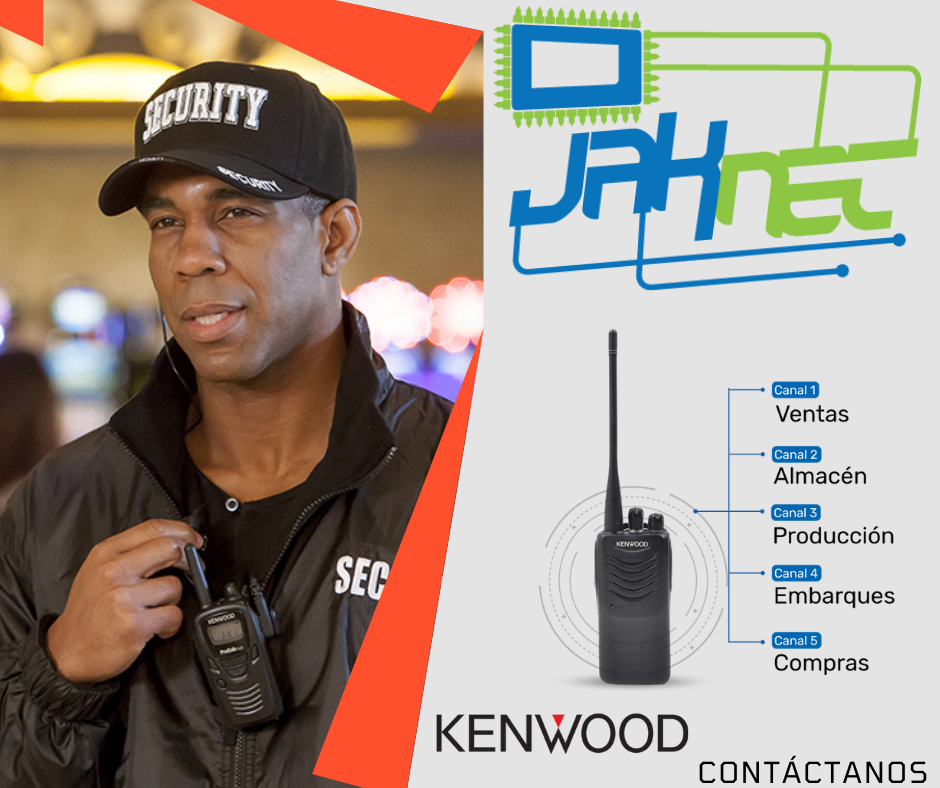 SECURITY
SECURITY
SEC
KENWOOD
ProTalk
JAKNET
KENWOOD
Canal 1
Ventas
Canal 2
Almacén
Canal 3
Producción
Canal 4
Embarques
Canal 5
Compras
KENWOOD
CONTÁCTANOS